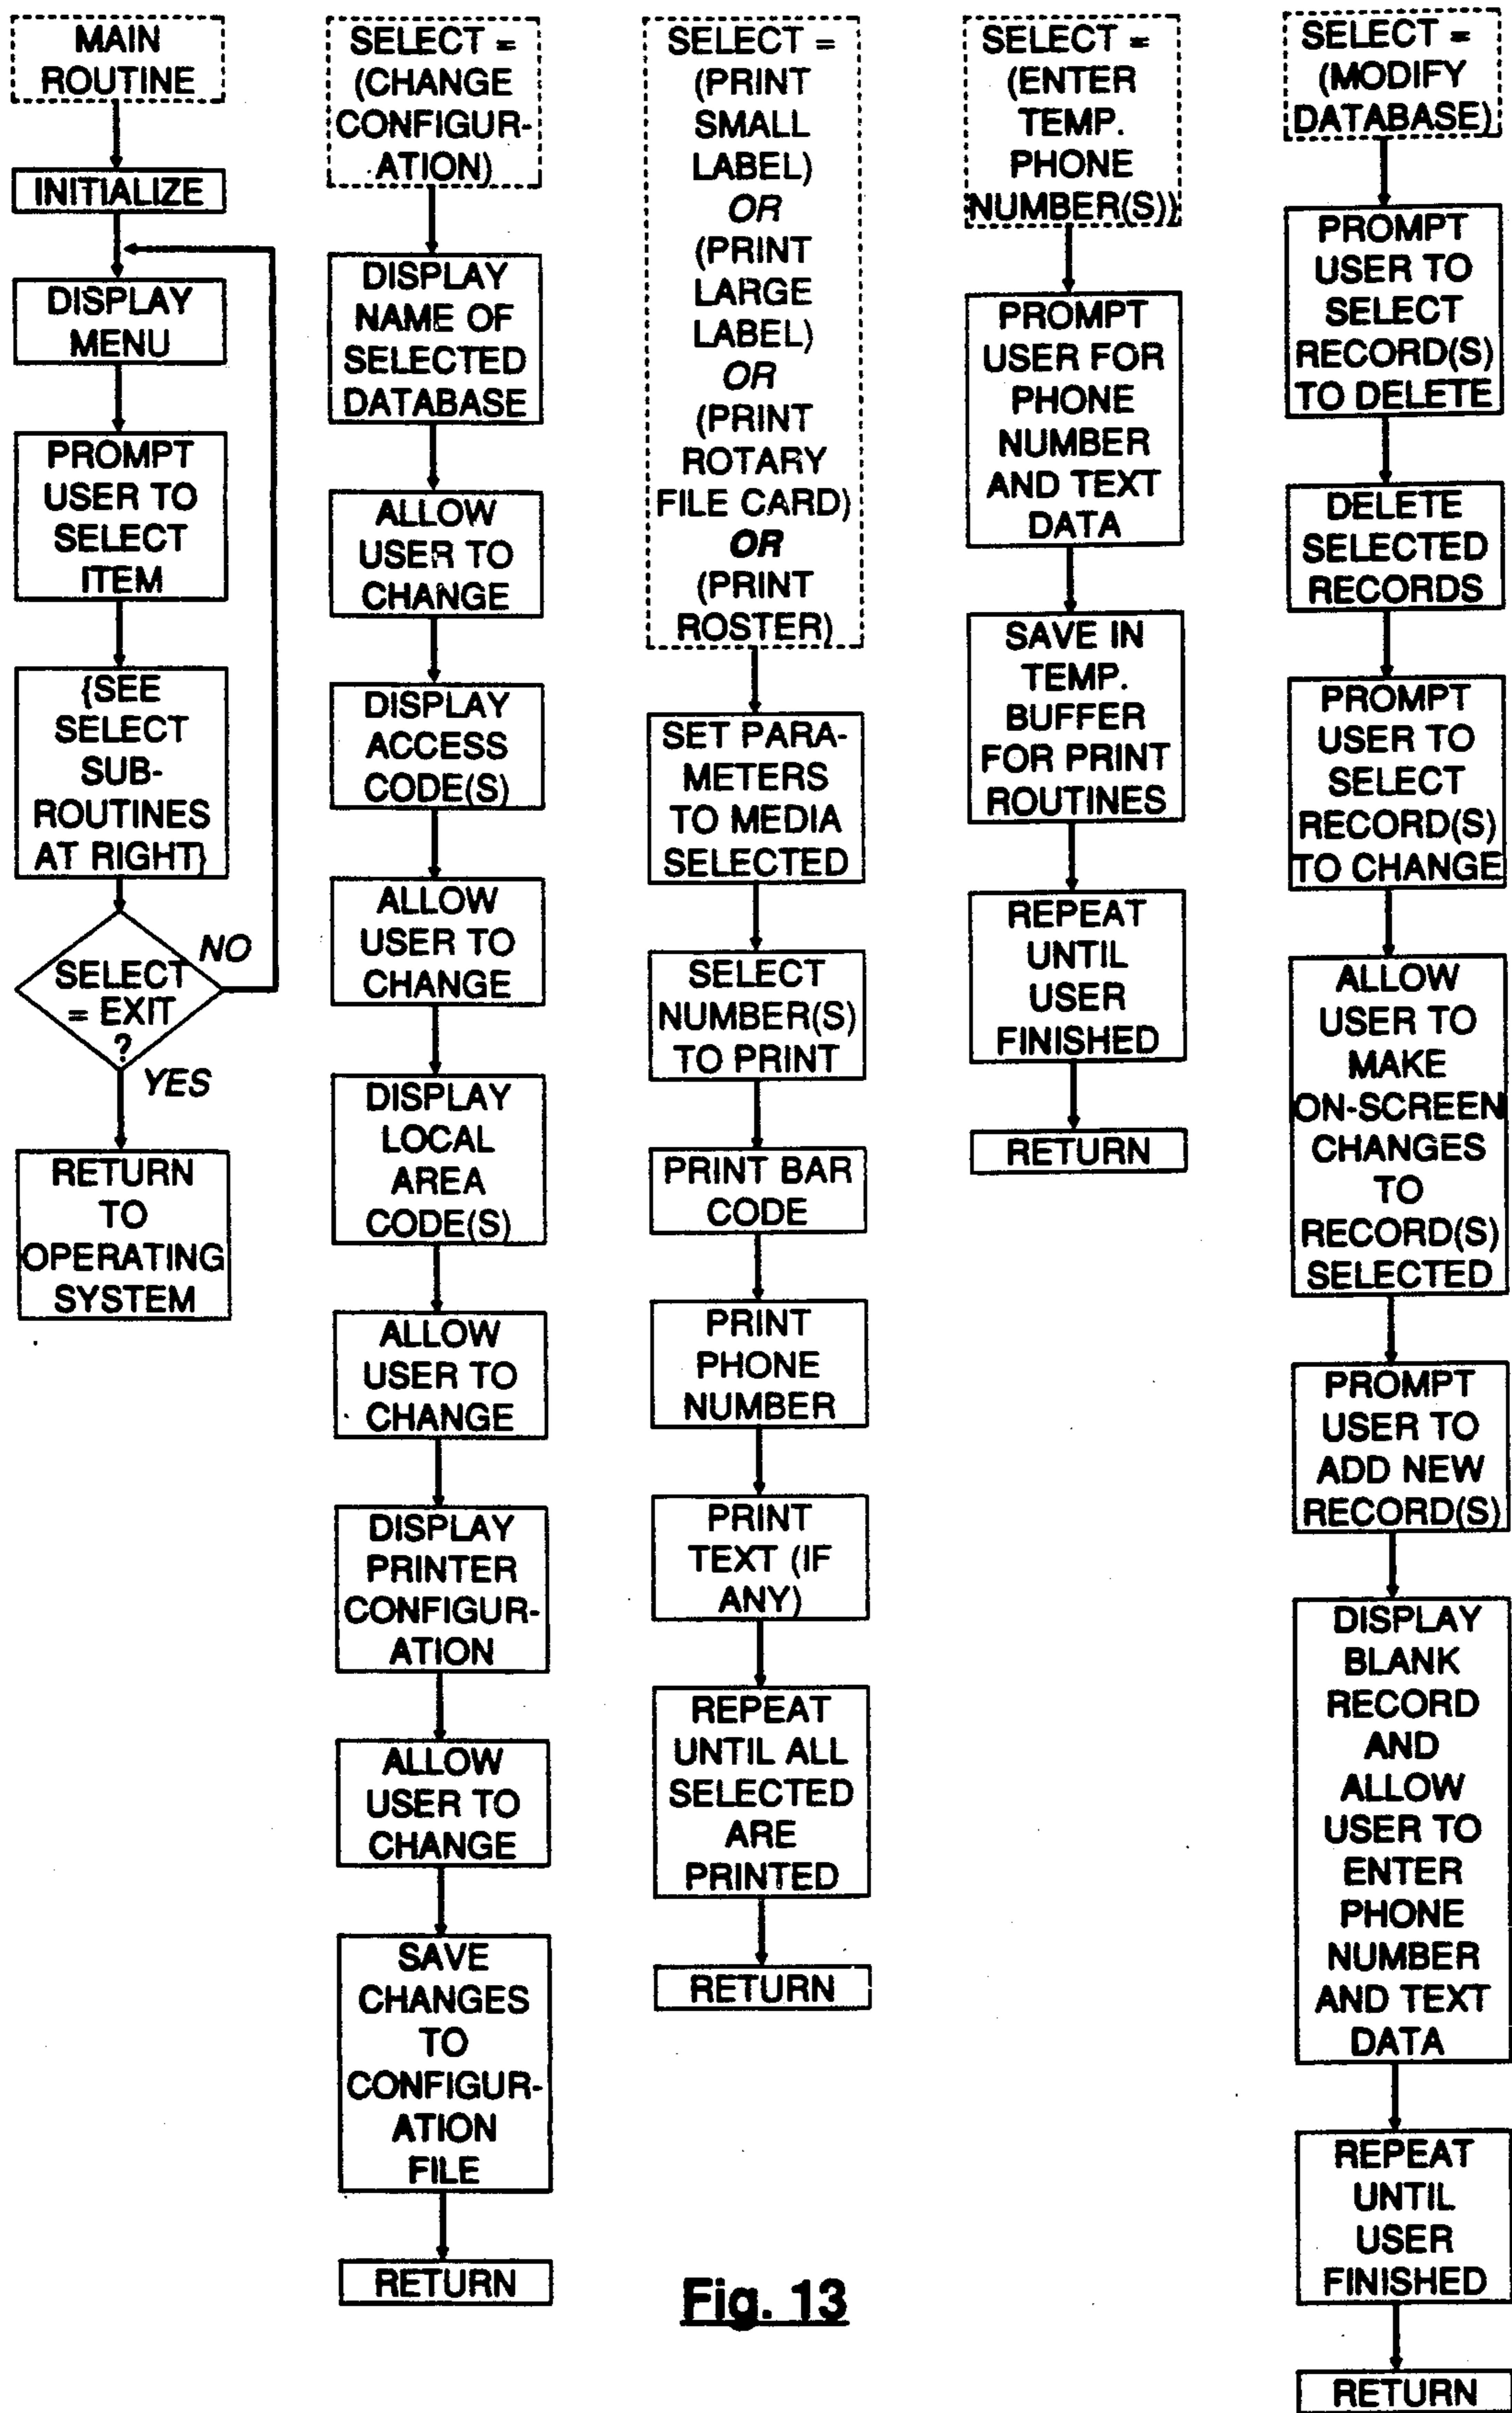 MAIN
ROUTINE
INITIALIZE
DISPLAY
MENU
PROMPT
USER TO
SELECT
ITEM
{SEE
SELECT
SUB-
ROUTINES
AT RIGHT}
SELECT
= EXIT
?
NO
YES
RETURN
TO
OPERATING
SYSTEM
SELECT =
(CHANGE
CONFIGUR-
ATION)
DISPLAY
NAME OF
SELECTED
DATABASE
ALLOW
USER TO
CHANGE
DISPLAY
ACCESS
CODE(S)
ALLOW
USER TO
CHANGE
DISPLAY
LOCAL
AREA
CODE(S)
ALLOW
USER TO
CHANGE
DISPLAY
PRINTER
CONFIGUR-
ATION
ALLOW
USER TO
CHANGE
SAVE
CHANGES
TO
CONFIGUR-
ATION
FILE
RETURN
SELECT =
(PRINT
SMALL
LABEL)
OR
(PRINT
LARGE
LABEL)
OR
(PRINT
ROTARY
FILE CARD)
OR
(PRINT
ROSTER)
SET PARA-
METERS
TO MEDIA
SELECTED
SELECT
NUMBER(S)
TO PRINT
PRINT BAR
CODE
PRINT
PHONE
NUMBER
PRINT
TEXT (IF
ANY)
REPEAT
UNTIL ALL
SELECTED
ARE
PRINTED
RETURN
SELECT =
(ENTER
TEMP.
PHONE
NUMBER(S))
PROMPT
USER FOR
PHONE
NUMBER
AND TEXT
DATA
SAVE IN
TEMP.
BUFFER
FOR PRINT
ROUTINES
REPEAT
UNTIL
USER
FINISHED
RETURN
SELECT =
(MODIFY
DATABASE)
PROMPT
USER TO
SELECT
RECORD(S)
TO DELETE
DELETE
SELECTED
RECORDS
PROMPT
USER TO
SELECT
RECORD(S)
TO CHANGE
ALLOW
USER TO
MAKE
ON-SCREEN
CHANGES
TO
RECORD(S)
SELECTED
PROMPT
USER TO
ADD NEW
RECORD(S)
DISPLAY
BLANK
RECORD
AND
ALLOW
USER TO
ENTER
PHONE
NUMBER
AND TEXT
DATA
REPEAT
UNTIL
USER
FINISHED
RETURN
Fig. 13